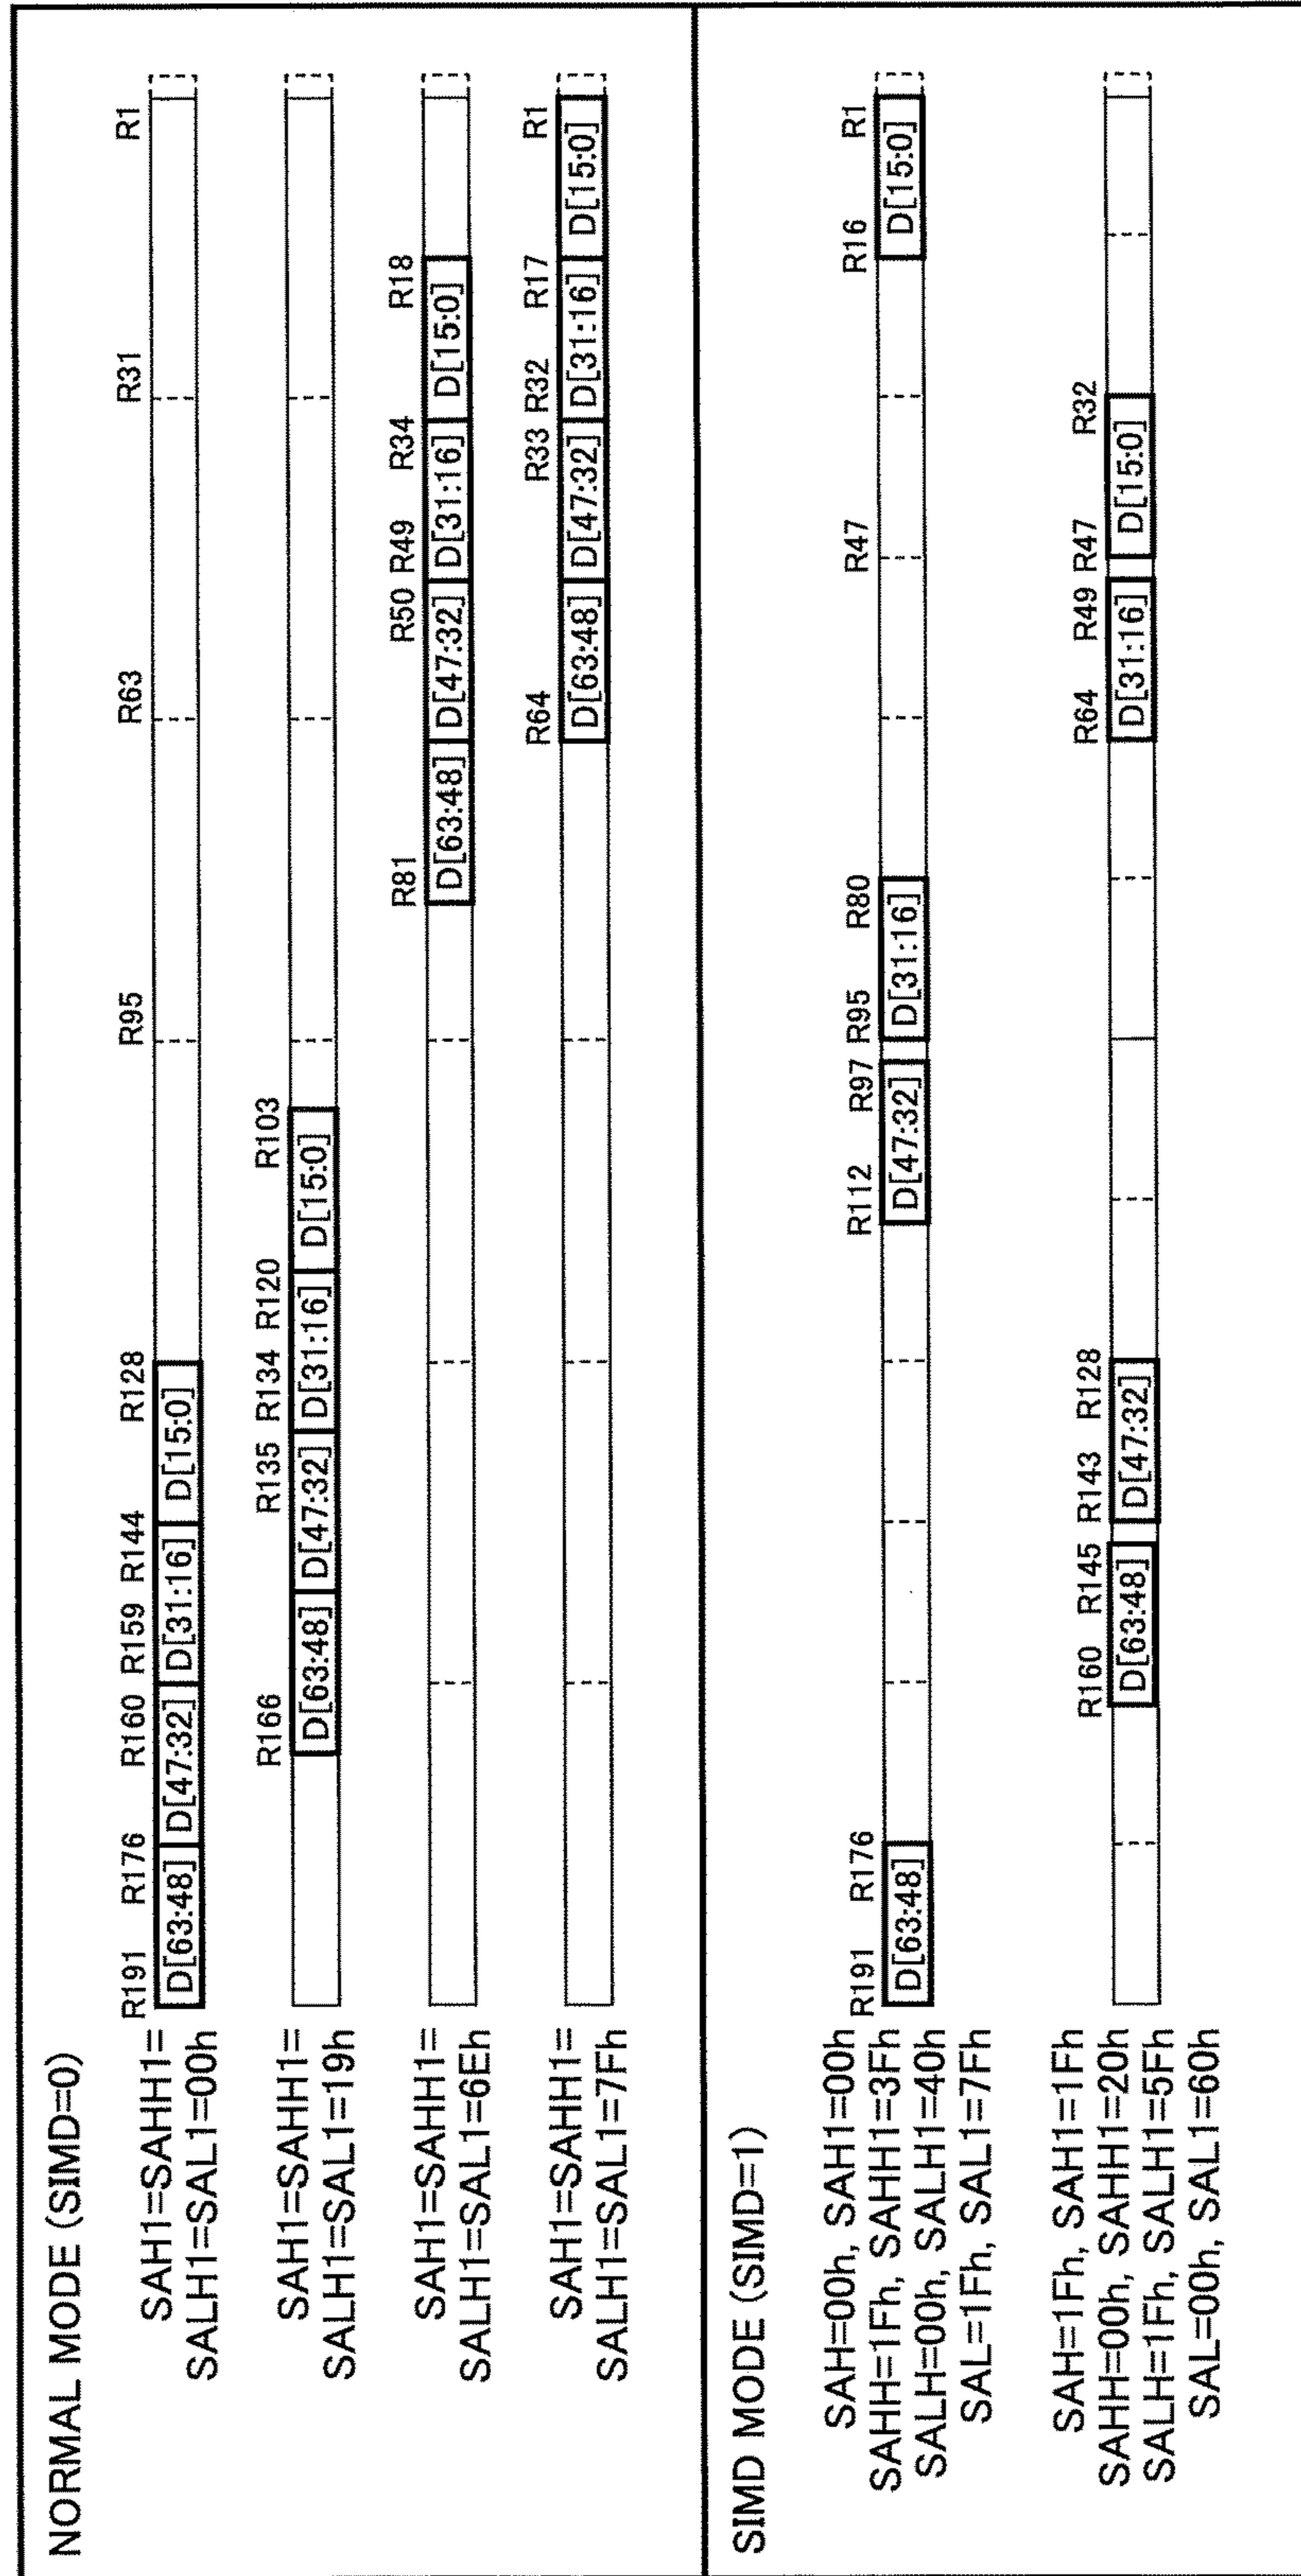 NORMAL MODE (SIMD=0)
R191 R176 R160 R159 R144 R128 R95 R63 R31 R1
SAH1=SAHH1=
SALH1=SAL1=00h
D[63:48] D[47:32] D[31:16] D[15:0]
R166 R135 R134 R120 R103
SAH1=SAHH1=
SALH1=SAL1=19h
D[63:48] D[47:32] D[31:16] D[15:0]
R81 R50 R49 R34 R18
SAH1=SAHH1=
SALH1=SAL1=6Eh
D[63:48] D[47:32] D[31:16] D[15:0]
R64 R33 R32 R17 R1
SAH1=SAHH1=
SALH1=SAL1=7Fh
D[63:48] D[47:32] D[31:16] D[15:0]
SIMD MODE (SIMD=1)
R191 R176 R112 R97 R95 R80 R47 R16 R1
SAH=00h, SAH1=00h
SAHH=1Fh, SAHH1=3Fh
SALH=00h, SALH1=40h
SAL=1Fh, SAL1=7Fh
D[63:48] D[47:32] D[31:16] D[15:0]
R160 R145 R143 R128 R64 R49 R47 R32
SAH=1Fh, SAH1=1Fh
SAHH=00h, SAHH1=20h
SALH=1Fh, SALH1=5Fh
SAL=00h, SAL1=60h
D[63:48] D[47:32] D[31:16] D[15:0]